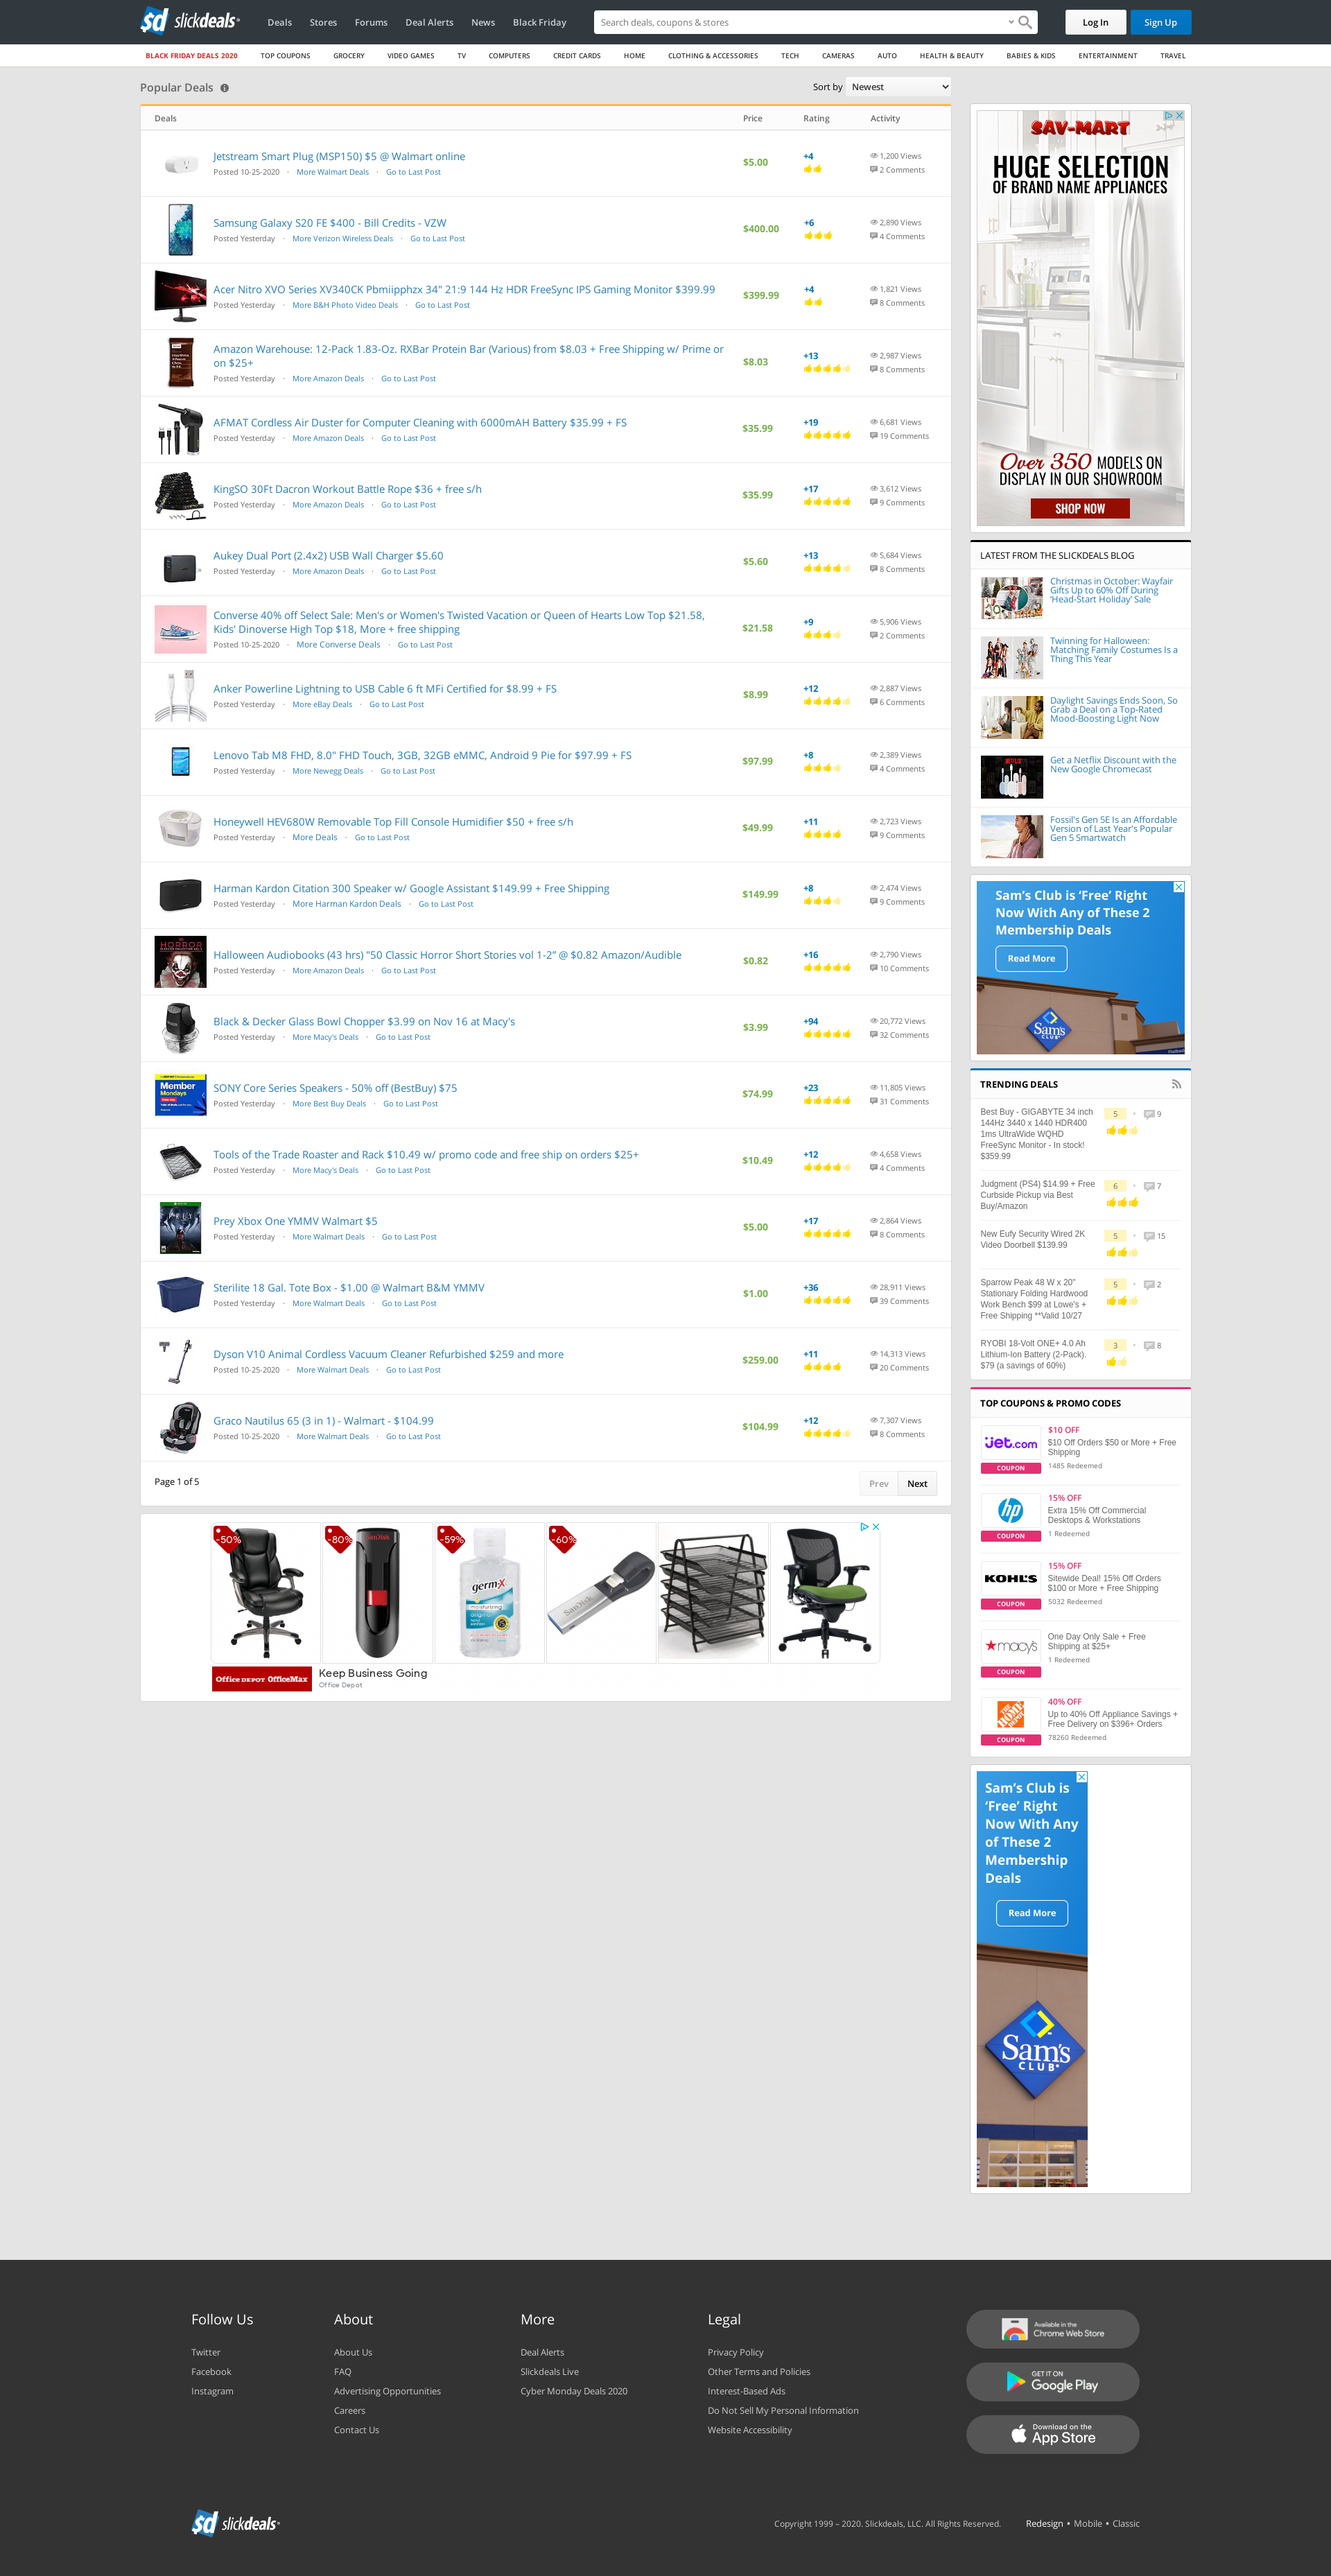 slickdeals
Deals
Stores
Forums
Deal Alerts
News
Black Friday
Search deals, coupons & stores
Log In
Sign Up
BLACK FRIDAY DEALS 2020
TOP COUPONS
GROCERY
VIDEO GAMES
TV
COMPUTERS
CREDIT CARDS
HOME
CLOTHING & ACCESSORIES
TECH
CAMERAS
AUTO
HEALTH & BEAUTY
BABIES & KIDS
ENTERTAINMENT
TRAVEL
Popular Deals
Sort by Newest
Deals Price Rating Activity
Jetstream Smart Plug (MSP150) $5 @ Walmart online
Posted 10-25-2020 · More Walmart Deals · Go to Last Post
$5.00
+4
1,200 Views
2 Comments
Samsung Galaxy S20 FE $400 - Bill Credits - VZW
Posted Yesterday · More Verizon Wireless Deals · Go to Last Post
$400.00
+6
2,890 Views
4 Comments
Acer Nitro XVO Series XV340CK Pbmiipphzx 34" 21:9 144 Hz HDR FreeSync IPS Gaming Monitor $399.99
Posted Yesterday · More B&H Photo Video Deals · Go to Last Post
$399.99
+4
1,821 Views
8 Comments
Amazon Warehouse: 12-Pack 1.83-Oz. RXBar Protein Bar (Various) from $8.03 + Free Shipping w/ Prime or
on $25+
Posted Yesterday · More Amazon Deals · Go to Last Post
$8.03
+13
2,987 Views
8 Comments
AFMAT Cordless Air Duster for Computer Cleaning with 6000mAH Battery $35.99 + FS
Posted Yesterday · More Amazon Deals · Go to Last Post
$35.99
+19
6,681 Views
19 Comments
KingSO 30Ft Dacron Workout Battle Rope $36 + free s/h
Posted Yesterday · More Amazon Deals · Go to Last Post
$35.99
+17
3,612 Views
9 Comments
Aukey Dual Port (2.4x2) USB Wall Charger $5.60
Posted Yesterday · More Amazon Deals · Go to Last Post
$5.60
+13
5,684 Views
8 Comments
Converse 40% off Select Sale: Men's or Women's Twisted Vacation or Queen of Hearts Low Top $21.58,
Kids' Dinoverse High Top $18, More + free shipping
Posted 10-25-2020 · More Converse Deals · Go to Last Post
$21.58
+9
5,906 Views
2 Comments
Anker Powerline Lightning to USB Cable 6 ft MFi Certified for $8.99 + FS
Posted Yesterday · More eBay Deals · Go to Last Post
$8.99
+12
2,887 Views
6 Comments
Lenovo Tab M8 FHD, 8.0" FHD Touch, 3GB, 32GB eMMC, Android 9 Pie for $97.99 + FS
Posted Yesterday · More Newegg Deals · Go to Last Post
$97.99
+8
2,389 Views
4 Comments
Honeywell HEV680W Removable Top Fill Console Humidifier $50 + free s/h
Posted Yesterday · More Deals · Go to Last Post
$49.99
+11
2,723 Views
9 Comments
Harman Kardon Citation 300 Speaker w/ Google Assistant $149.99 + Free Shipping
Posted Yesterday · More Harman Kardon Deals · Go to Last Post
$149.99
+8
2,474 Views
9 Comments
HORROR
Halloween Audiobooks (43 hrs) "50 Classic Horror Short Stories vol 1-2" @ $0.82 Amazon/Audible
Posted Yesterday · More Amazon Deals · Go to Last Post
$0.82
+16
2,790 Views
10 Comments
Black & Decker Glass Bowl Chopper $3.99 on Nov 16 at Macy's
Posted Yesterday · More Macy's Deals · Go to Last Post
$3.99
+94
20,772 Views
32 Comments
Member
Mondays
SONY Core Series Speakers - 50% off (BestBuy) $75
Posted Yesterday · More Best Buy Deals · Go to Last Post
$74.99
+23
11,805 Views
31 Comments
Tools of the Trade Roaster and Rack $10.49 w/ promo code and free ship on orders $25+
Posted Yesterday · More Macy's Deals · Go to Last Post
$10.49
+12
4,658 Views
4 Comments
PREY
Prey Xbox One YMMV Walmart $5
Posted Yesterday · More Walmart Deals · Go to Last Post
$5.00
+17
2,864 Views
8 Comments
Sterilite 18 Gal. Tote Box - $1.00 @ Walmart B&M YMMV
Posted Yesterday · More Walmart Deals · Go to Last Post
$1.00
+36
28,911 Views
39 Comments
Dyson V10 Animal Cordless Vacuum Cleaner Refurbished $259 and more
Posted 10-25-2020 · More Walmart Deals · Go to Last Post
$259.00
+11
14,313 Views
20 Comments
Graco Nautilus 65 (3 in 1) - Walmart - $104.99
Posted 10-25-2020 · More Walmart Deals · Go to Last Post
$104.99
+12
7,307 Views
8 Comments
Page 1 of 5
Prev
Next
-50%
-80%
-59%
-60%
SanDisk
germ-x
moisturizing
original
SanDisk
Office DEPOT OfficeMax
Keep Business Going
Office Depot
SAV-MART
HUGE SELECTION
OF BRAND NAME APPLIANCES
Over 350 MODELS ON
DISPLAY IN OUR SHOWROOM
SHOP NOW
LATEST FROM THE SLICKDEALS BLOG
Christmas in October: Wayfair
Gifts Up to 60% Off During
'Head-Start Holiday' Sale
Twinning for Halloween:
Matching Family Costumes Is a
Thing This Year
Daylight Savings Ends Soon, So
Grab a Deal on a Top-Rated
Mood-Boosting Light Now
Get a Netflix Discount with the
New Google Chromecast
Fossil's Gen 5E Is an Affordable
Version of Last Year's Popular
Gen 5 Smartwatch
Sam's Club is 'Free' Right
Now With Any of These 2
Membership Deals
Read More
Sam's
CLUB
TRENDING DEALS
Best Buy - GIGABYTE 34 inch
144Hz 3440 x 1440 HDR400
1ms UltraWide WQHD
FreeSync Monitor - In stock!
$359.99
5 • 9
Judgment (PS4) $14.99 + Free
Curbside Pickup via Best
Buy/Amazon
6 • 7
New Eufy Security Wired 2K
Video Doorbell $139.99
5 • 15
Sparrow Peak 48 W x 20"
Stationary Folding Hardwood
Work Bench $99 at Lowe's +
Free Shipping **Valid 10/27
5 • 2
RYOBI 18-Volt ONE+ 4.0 Ah
Lithium-Ion Battery (2-Pack).
$79 (a savings of 60%)
3 • 8
TOP COUPONS & PROMO CODES
jet.com
COUPON
$10 OFF
$10 Off Orders $50 or More + Free
Shipping
1485 Redeemed
hp
COUPON
15% OFF
Extra 15% Off Commercial
Desktops & Workstations
1 Redeemed
KOHL'S
COUPON
15% OFF
Sitewide Deal! 15% Off Orders
$100 or More + Free Shipping
5032 Redeemed
macy's
COUPON
One Day Only Sale + Free
Shipping at $25+
1 Redeemed
THE HOME DEPOT
COUPON
40% OFF
Up to 40% Off Appliance Savings +
Free Delivery on $396+ Orders
78260 Redeemed
Sam's Club is
'Free' Right
Now With Any
of These 2
Membership
Deals
Read More
Sam's
CLUB
Follow Us
Twitter
Facebook
Instagram
About
About Us
FAQ
Advertising Opportunities
Careers
Contact Us
More
Deal Alerts
Slickdeals Live
Cyber Monday Deals 2020
Legal
Privacy Policy
Other Terms and Policies
Interest-Based Ads
Do Not Sell My Personal Information
Website Accessibility
Available in the
Chrome Web Store
GET IT ON
Google Play
Download on the
App Store
slickdeals
Copyright 1999 – 2020. Slickdeals, LLC. All Rights Reserved.
Redesign • Mobile • Classic